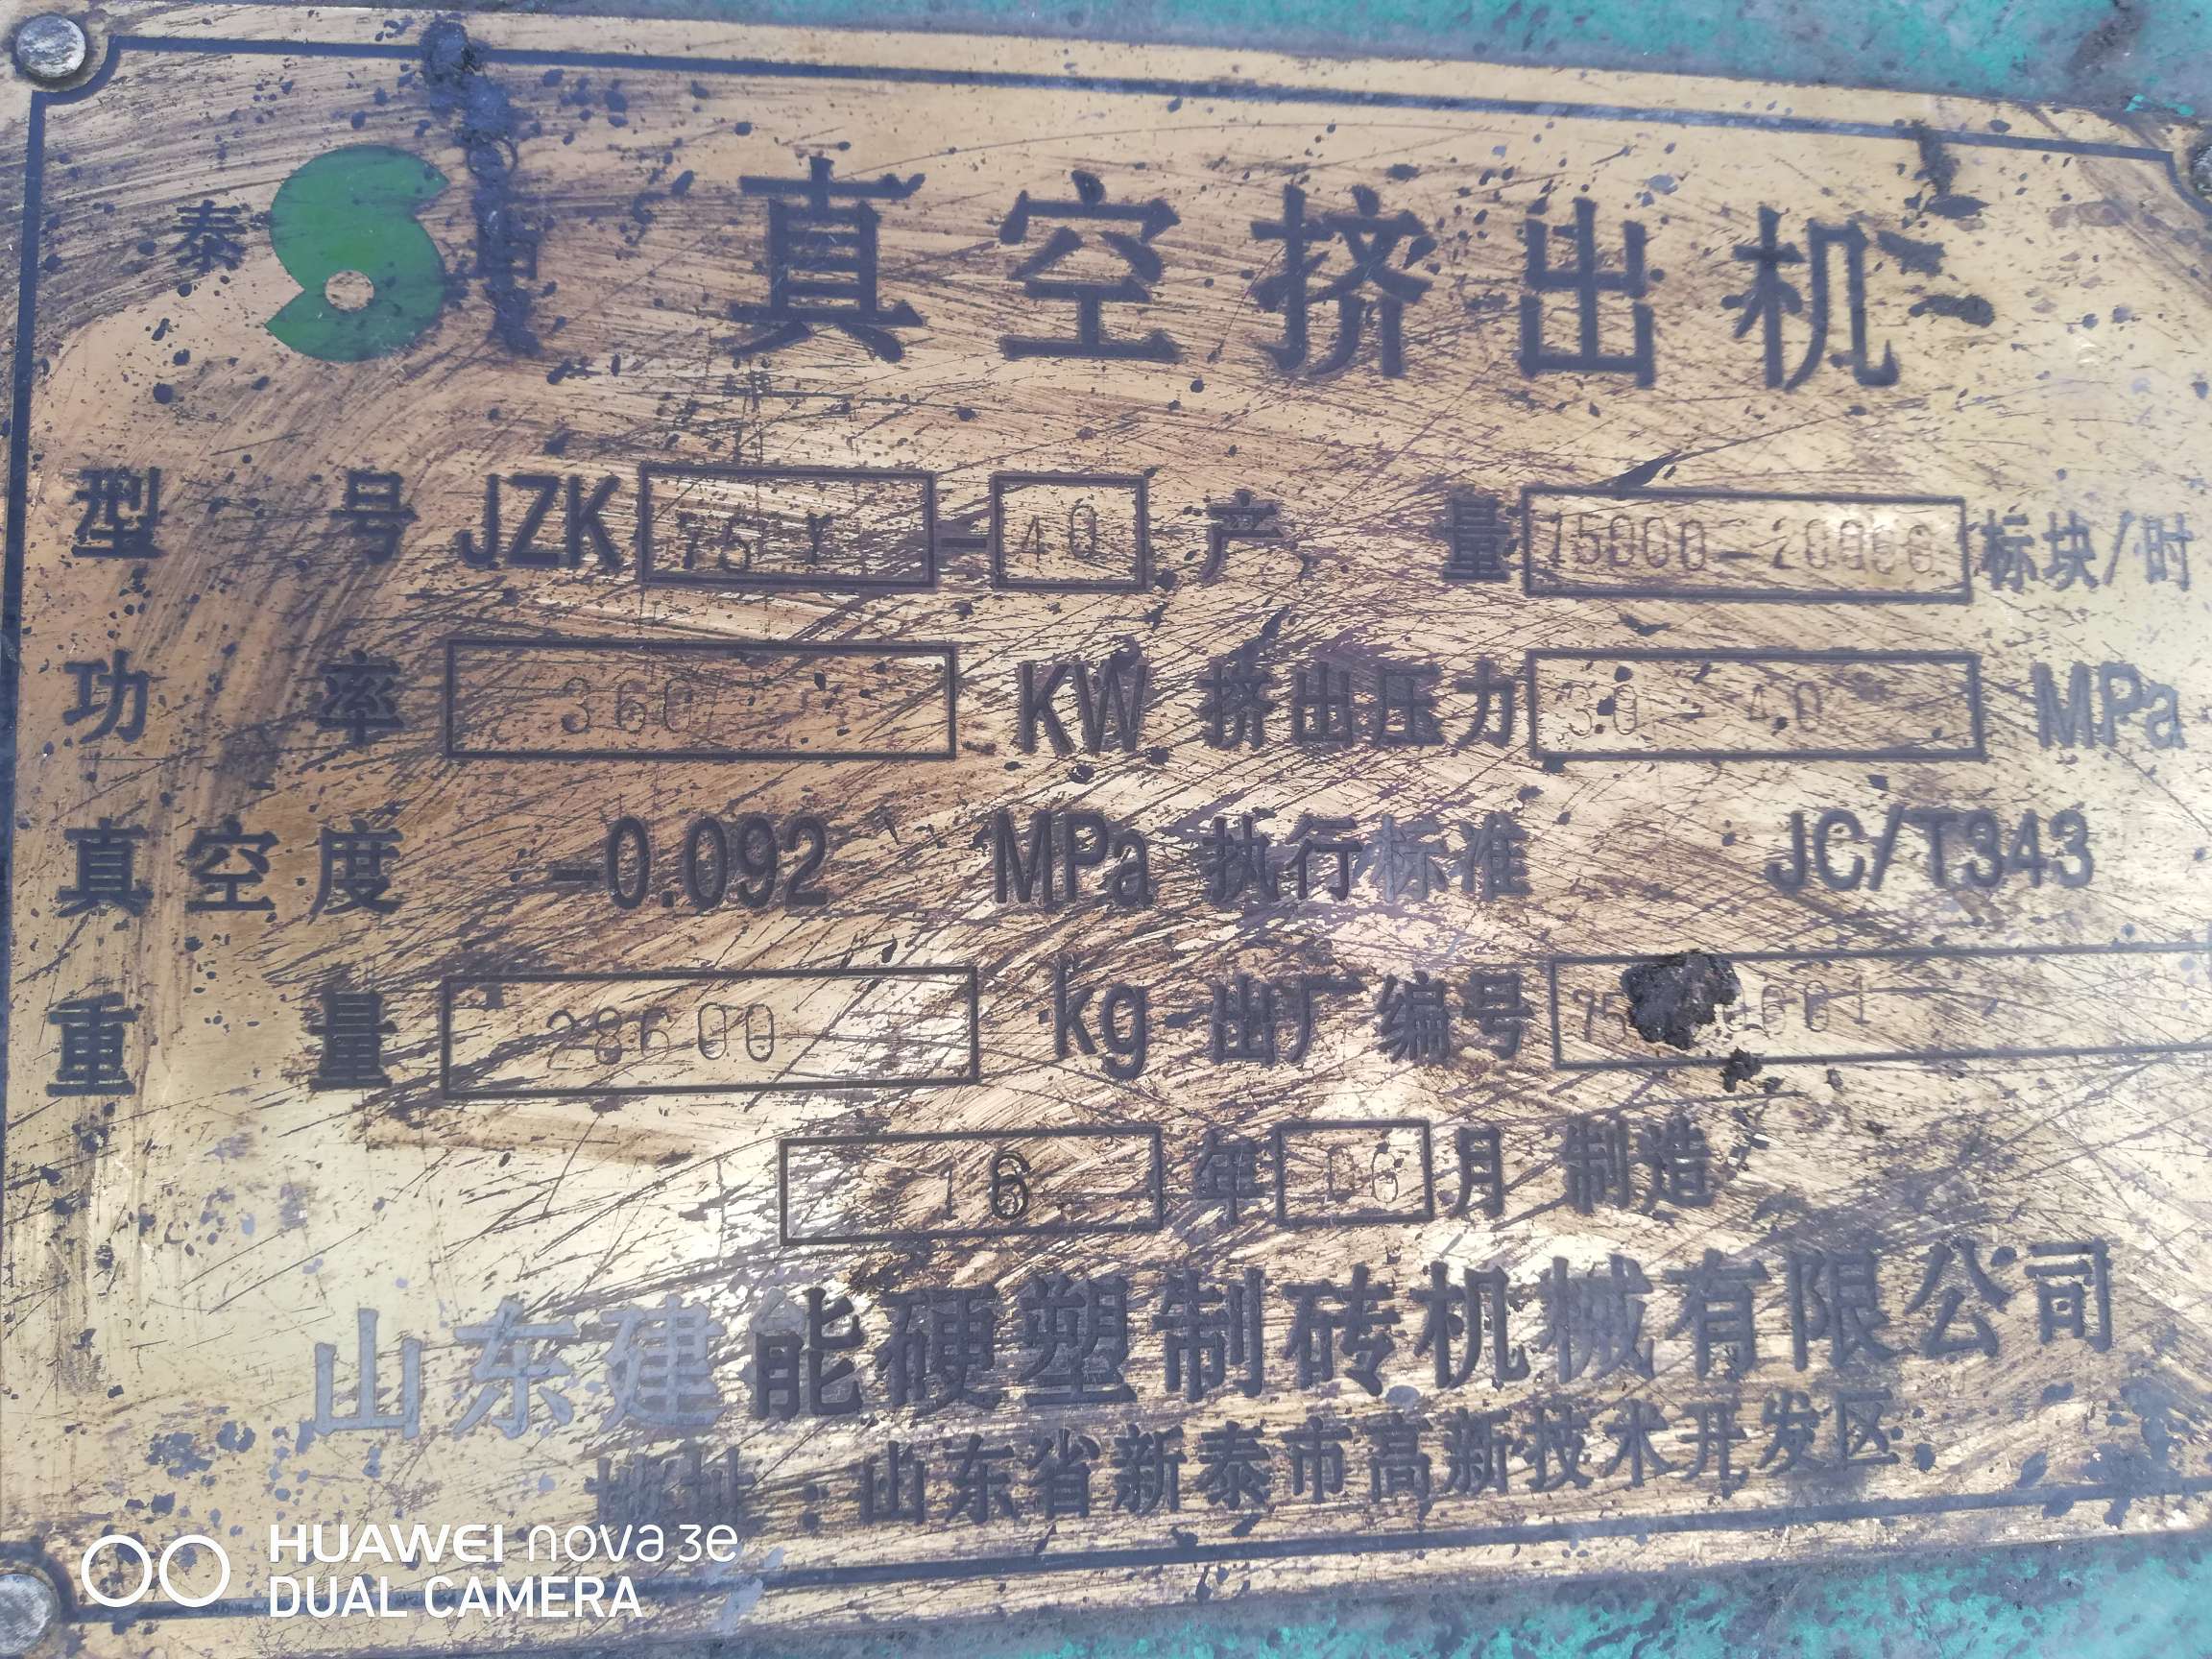 泰 真空挤出机
型号 JZK 75Y - 40 产量 15000-20000 标块/时
功率 360 KW 挤出压力 30-40 MPa
真空度 -0.092 MPa 执行标准 JC/T343
重量 28600 kg 出厂编号
16 年 06 月 制造
山东建能硬塑制砖机械有限公司
地址：山东省新泰市高新技术开发区
HUAWEI nova 3e
DUAL CAMERA